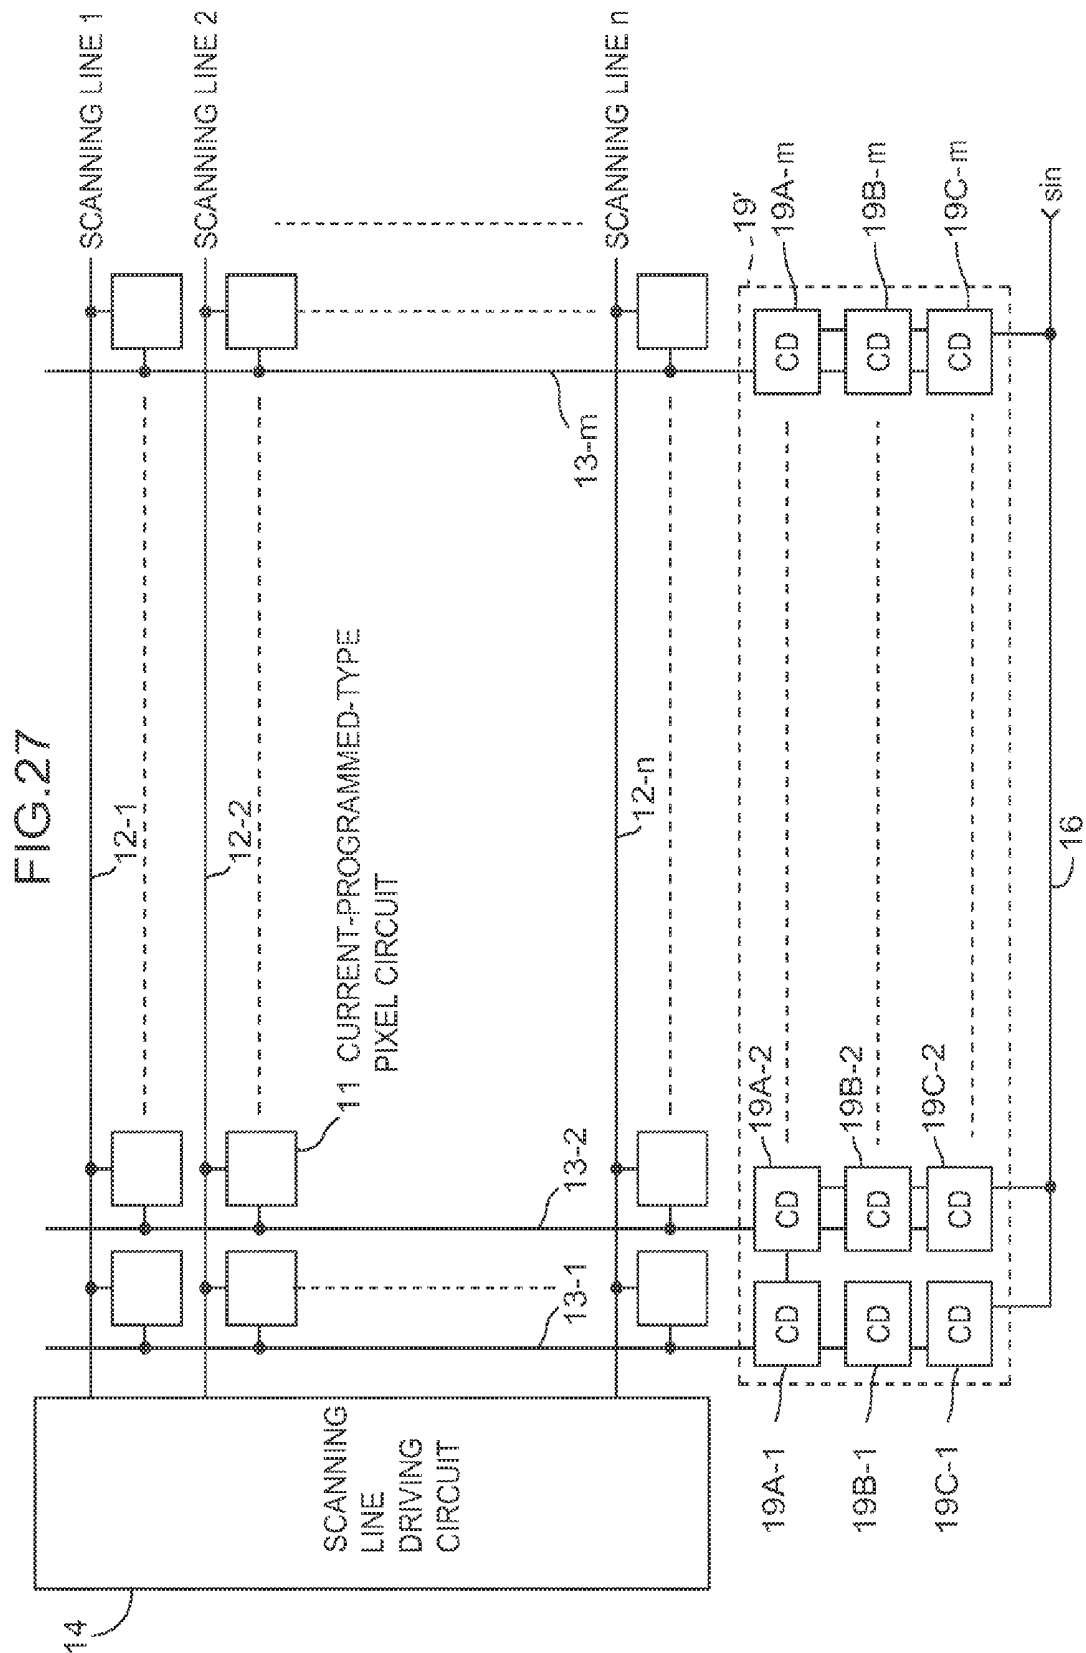 FIG.27
SCANNING LINE 1
SCANNING LINE 2
SCANNING LINE n
12-1
12-2
12-n
11 CURRENT-PROGRAMMED-TYPE
PIXEL CIRCUIT
13-1
13-2
13-m
14
SCANNING
LINE
DRIVING
CIRCUIT
19'
19A-1
19B-1
19C-1
19A-2
19B-2
19C-2
19A-m
19B-m
19C-m
CD
CD
CD
CD
CD
CD
CD
CD
CD
16
sin